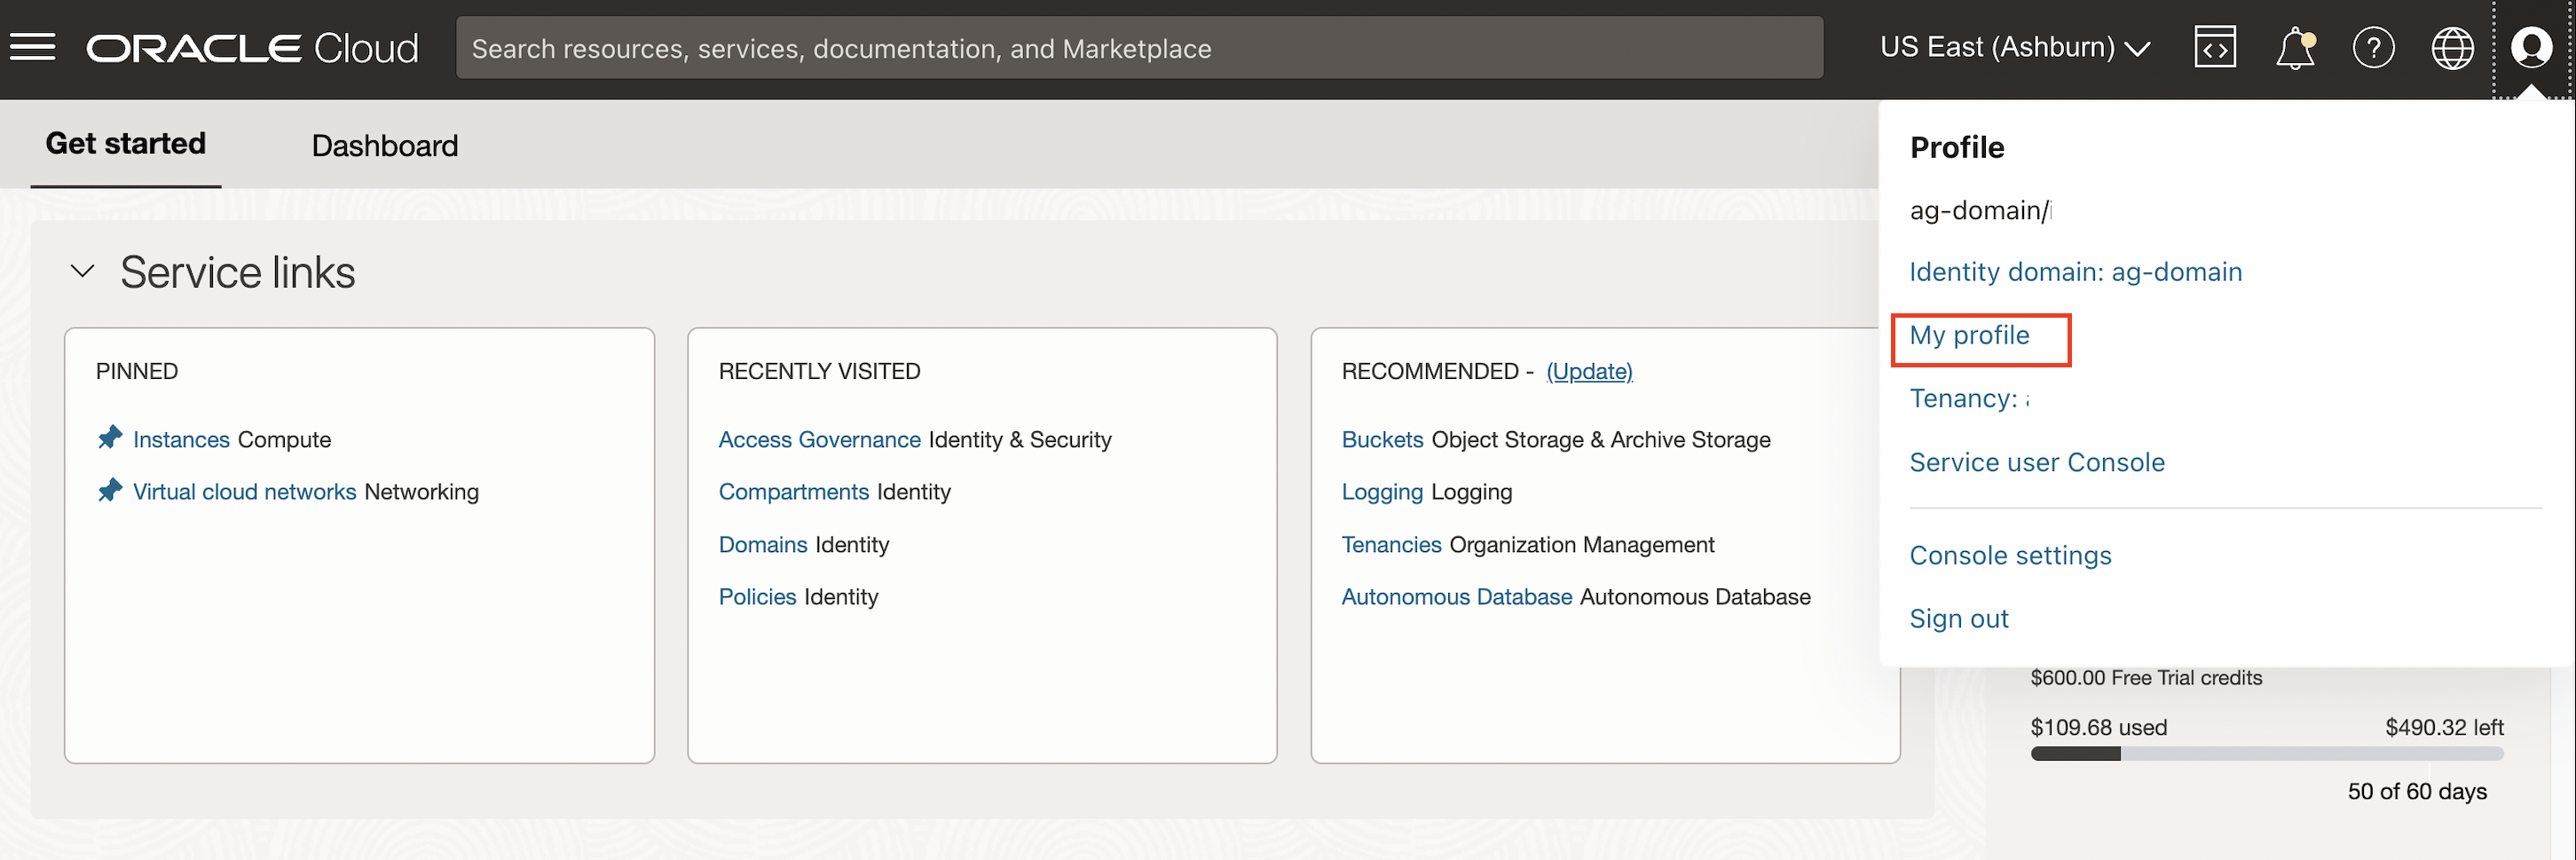 ORACLE Cloud
Search resources, services, documentation, and Marketplace
US East (Ashburn)
Get started
Dashboard
Service links
PINNED
Instances Compute
Virtual cloud networks Networking
RECENTLY VISITED
Access Governance Identity & Security
Compartments Identity
Domains Identity
Policies Identity
RECOMMENDED - (Update)
Buckets Object Storage & Archive Storage
Logging Logging
Tenancies Organization Management
Autonomous Database Autonomous Database
Profile
ag-domain/
Identity domain: ag-domain
My profile
Tenancy:
Service user Console
Console settings
Sign out
$600.00 Free Trial credits
$109.68 used
$490.32 left
50 of 60 days